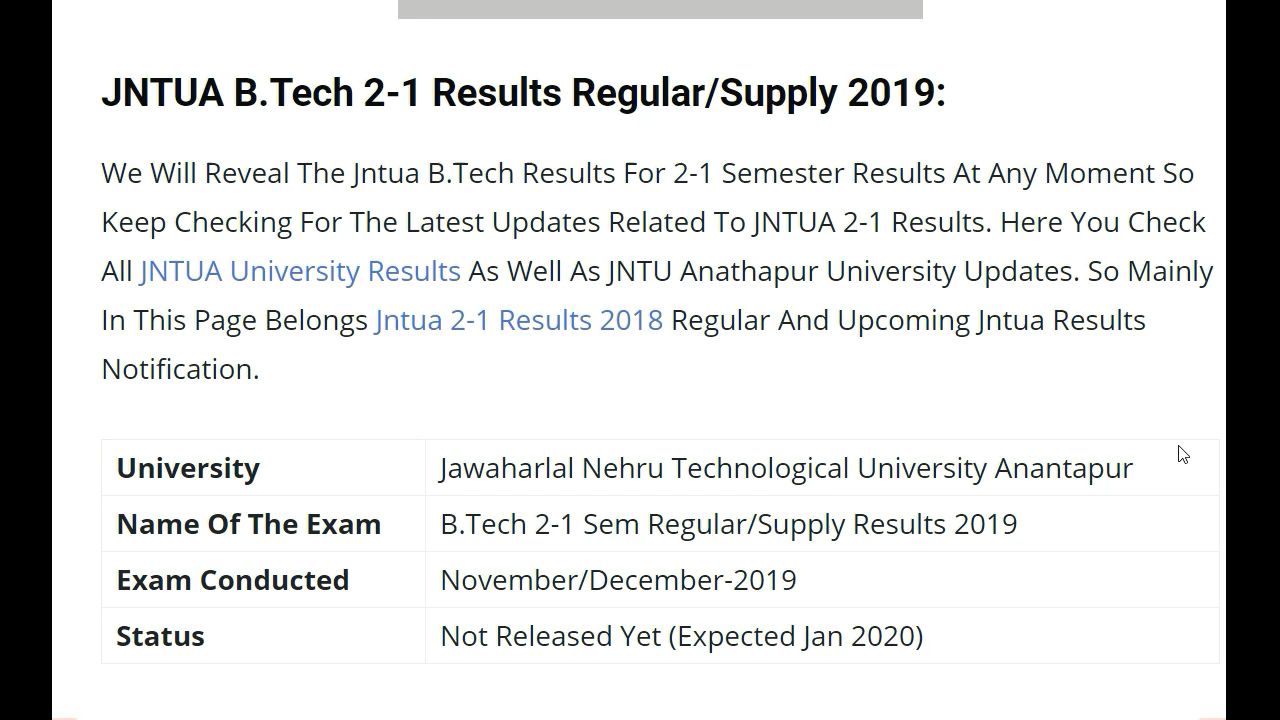 JNTUA B.Tech 2-1 Results Regular/Supply 2019:
We Will Reveal The Jntua B.Tech Results For 2-1 Semester Results At Any Moment So
Keep Checking For The Latest Updates Related To JNTUA 2-1 Results. Here You Check
All JNTUA University Results As Well As JNTU Anathapur University Updates. So Mainly
In This Page Belongs Jntua 2-1 Results 2018 Regular And Upcoming Jntua Results
Notification.
University Jawaharlal Nehru Technological University Anantapur
Name Of The Exam B.Tech 2-1 Sem Regular/Supply Results 2019
Exam Conducted November/December-2019
Status Not Released Yet (Expected Jan 2020)